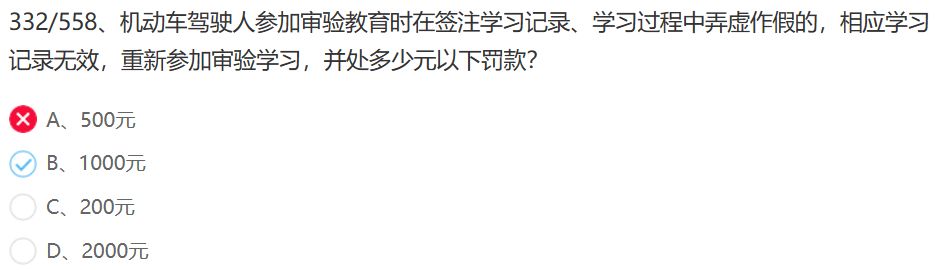 332/558、机动车驾驶人参加审验教育时在签注学习记录、学习过程中弄虚作假的，相应学习
记录无效，重新参加审验学习，并处多少元以下罚款？
A、500元
B、1000元
C、200元
D、2000元